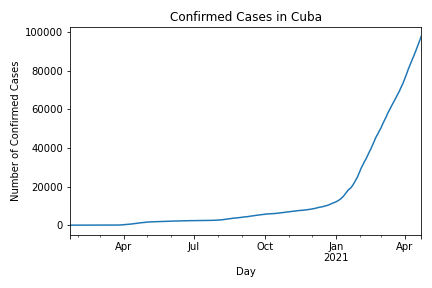 Confirmed Cases in Cuba
100000
80000
60000
40000
20000
0
Number of Confirmed Cases
Apr Jul Oct Jan Apr
2021
Day